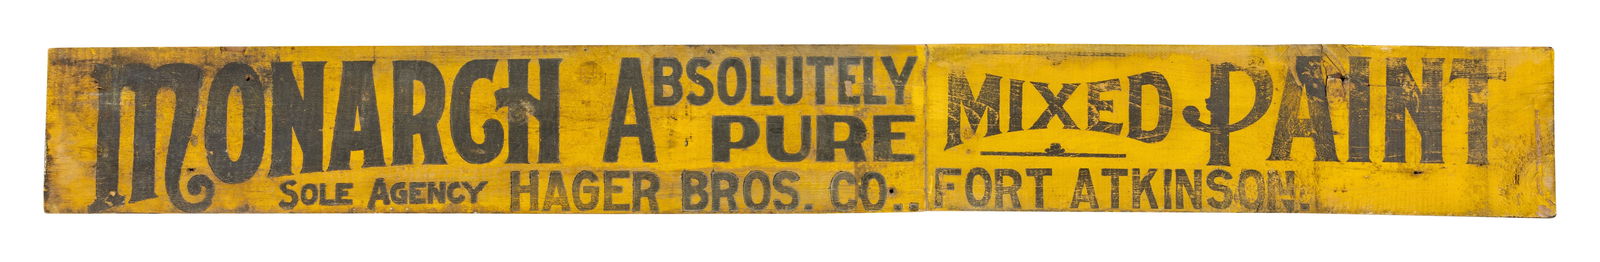 MONARCH ABSOLUTELY PURE MIXED PAINT
SOLE AGENCY HAGER BROS. CO., FORT ATKINSON.